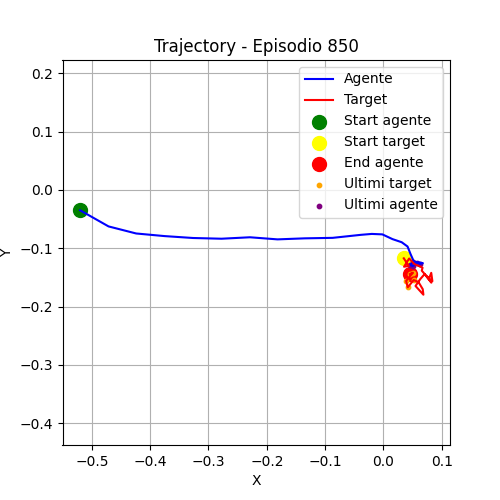 Trajectory - Episodio 850
Agente
Target
Start agente
Start target
End agente
Ultimi target
Ultimi agente
0.2
0.1
0.0
−0.1
−0.2
−0.3
−0.4
Y
−0.5
−0.4
−0.3
−0.2
−0.1
0.0
0.1
X